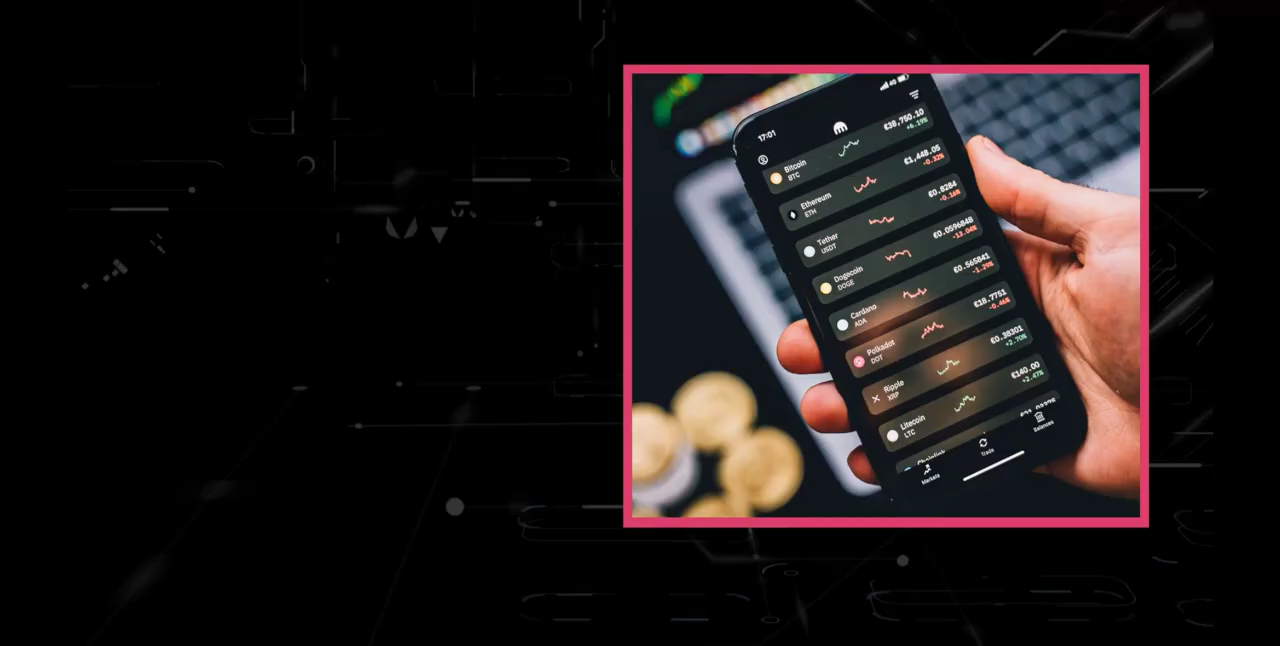 17:01
Bitcoin
BTC
€38,750.10
+6.19%
Ethereum
ETH
€1,448.05
-0.32%
Tether
USDT
€0.8284
-0.16%
Dogecoin
DOGE
€0.0596848
-13.04%
Cardano
ADA
€0.565841
-1.29%
Polkadot
DOT
€18.7751
-0.46%
Ripple
XRP
€0.38301
+2.70%
Litecoin
LTC
€140.00
+2.47%
Markets
Trade
Balances